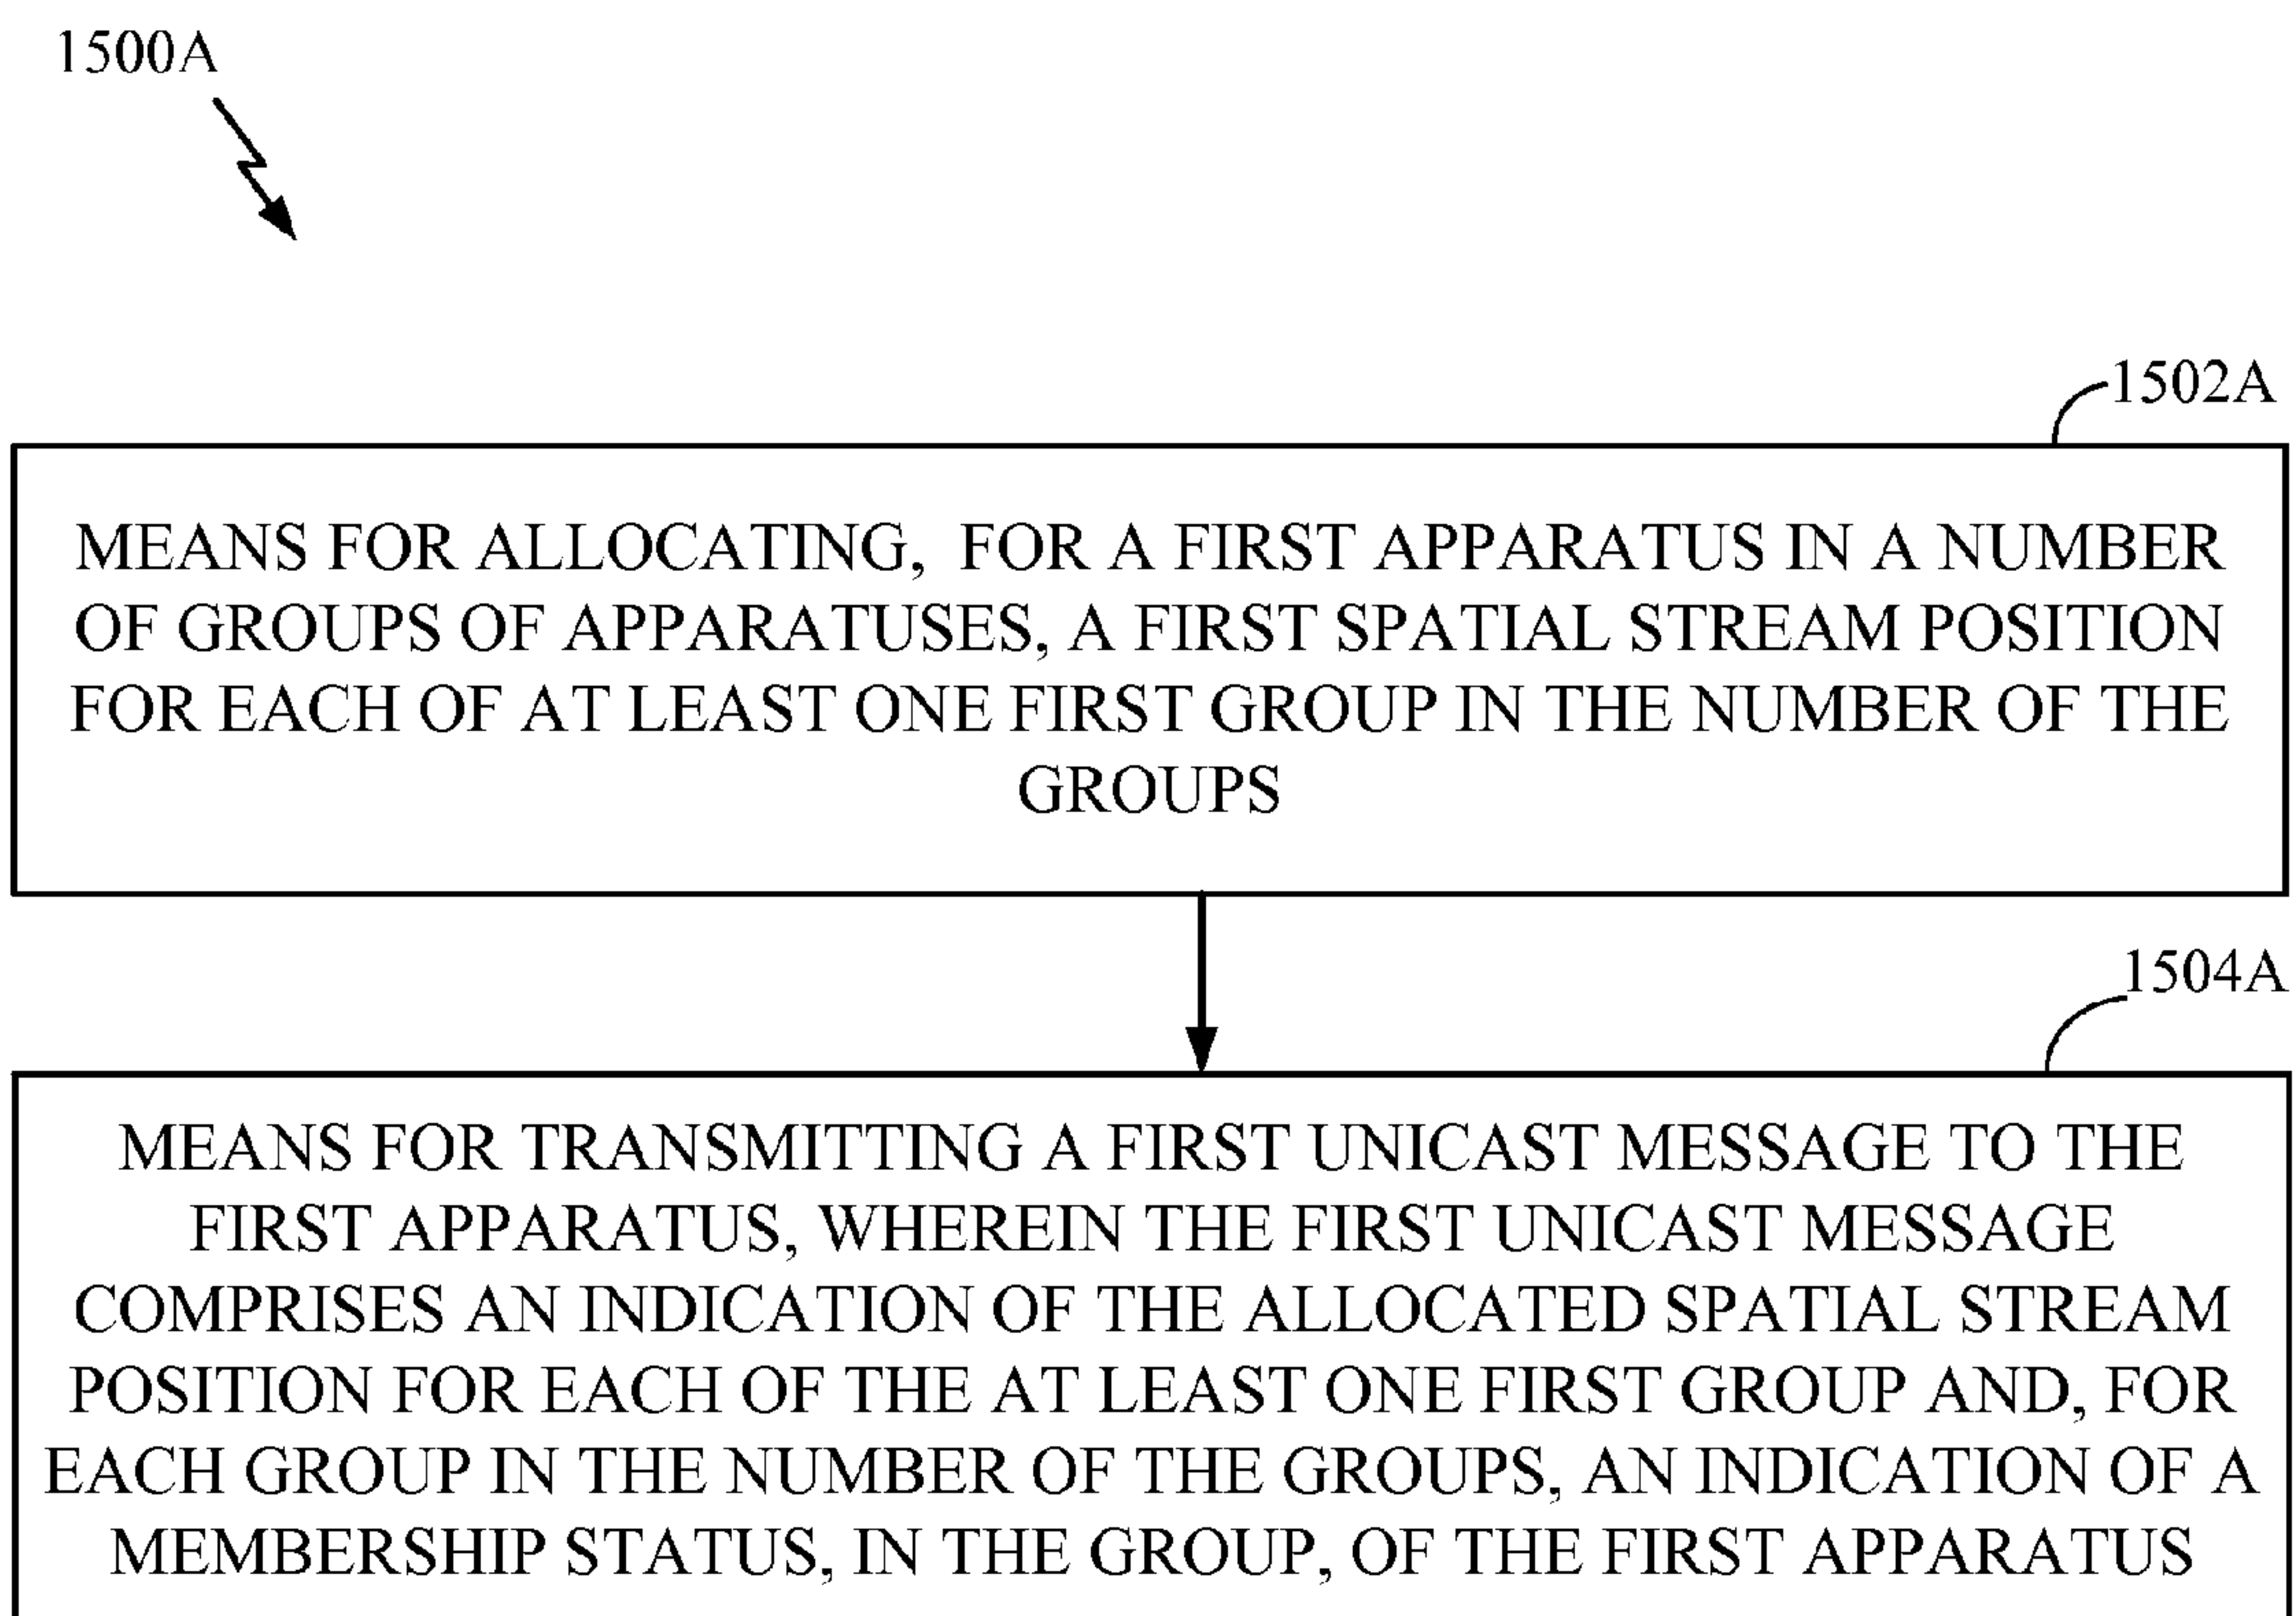 1500A
1502A
MEANS FOR ALLOCATING, FOR A FIRST APPARATUS IN A NUMBER
OF GROUPS OF APPARATUSES, A FIRST SPATIAL STREAM POSITION
FOR EACH OF AT LEAST ONE FIRST GROUP IN THE NUMBER OF THE
GROUPS
1504A
MEANS FOR TRANSMITTING A FIRST UNICAST MESSAGE TO THE
FIRST APPARATUS, WHEREIN THE FIRST UNICAST MESSAGE
COMPRISES AN INDICATION OF THE ALLOCATED SPATIAL STREAM
POSITION FOR EACH OF THE AT LEAST ONE FIRST GROUP AND, FOR
EACH GROUP IN THE NUMBER OF THE GROUPS, AN INDICATION OF A
MEMBERSHIP STATUS, IN THE GROUP, OF THE FIRST APPARATUS